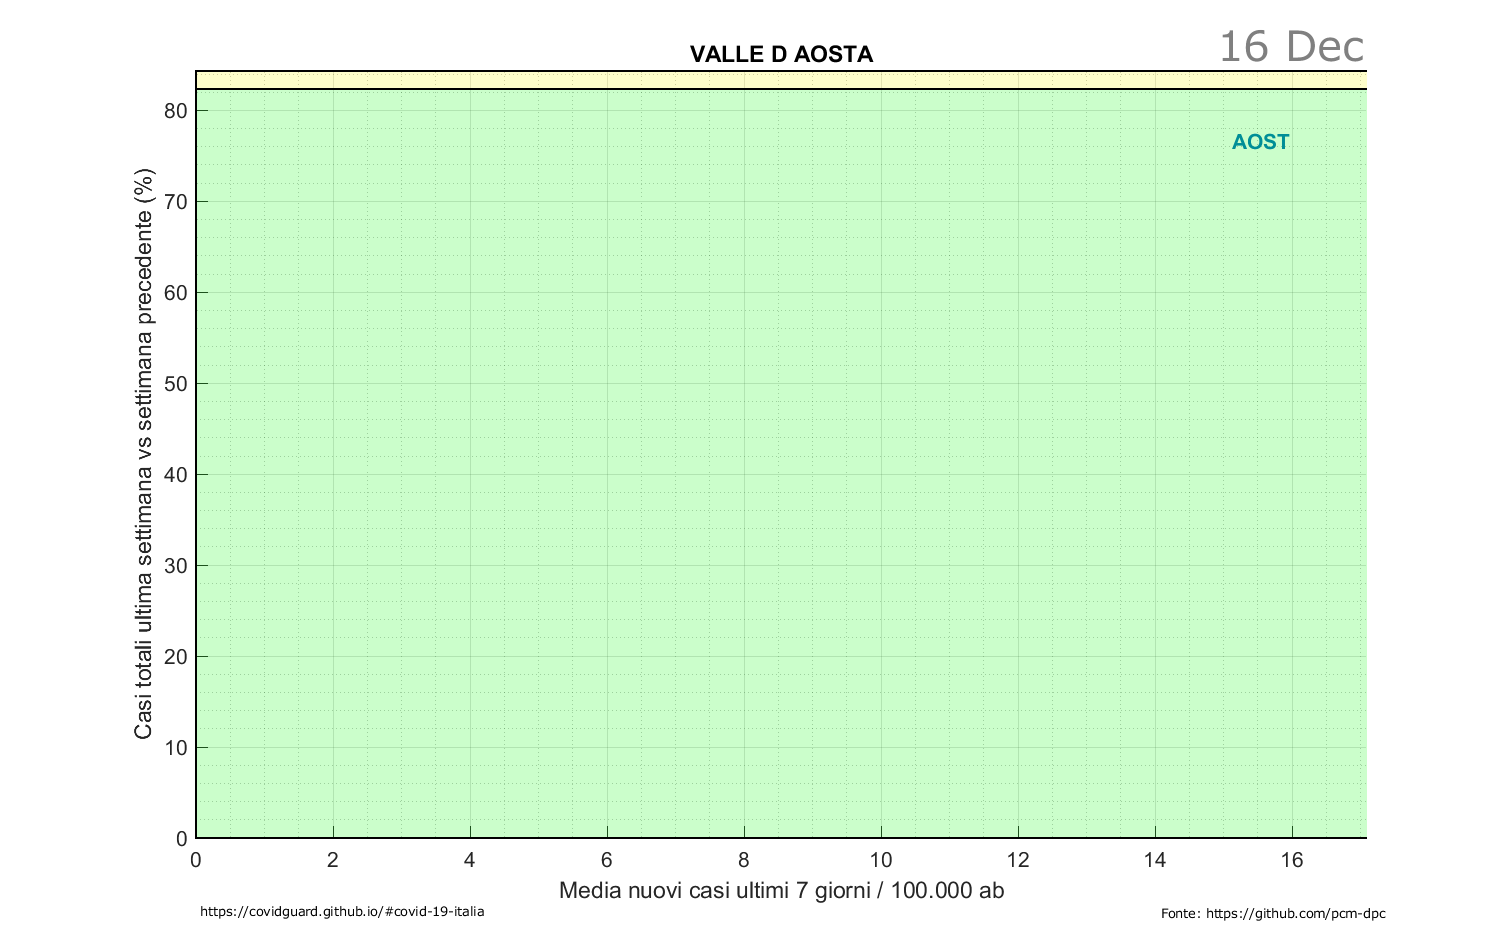 VALLE D AOSTA
16 Dec
80
AOST
70
60
50
40
30
20
10
0
Casi totali ultima settimana vs settimana precedente (%)
0 2 4 6 8 10 12 14 16
Media nuovi casi ultimi 7 giorni / 100.000 ab
https://covidguard.github.io/#covid-19-italia
Fonte: https://github.com/pcm-dpc